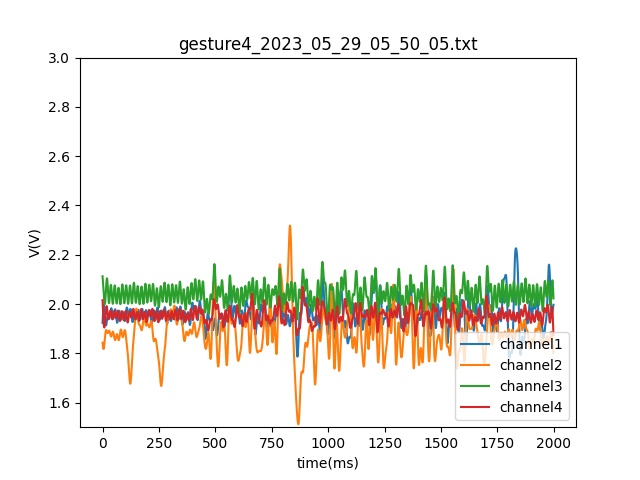 gesture4_2023_05_29_05_50_05.txt
3.0
2.8
2.6
2.4
2.2
2.0
1.8
1.6
V(V)
channel1
channel2
channel3
channel4
0 250 500 750 1000 1250 1500 1750 2000
time(ms)